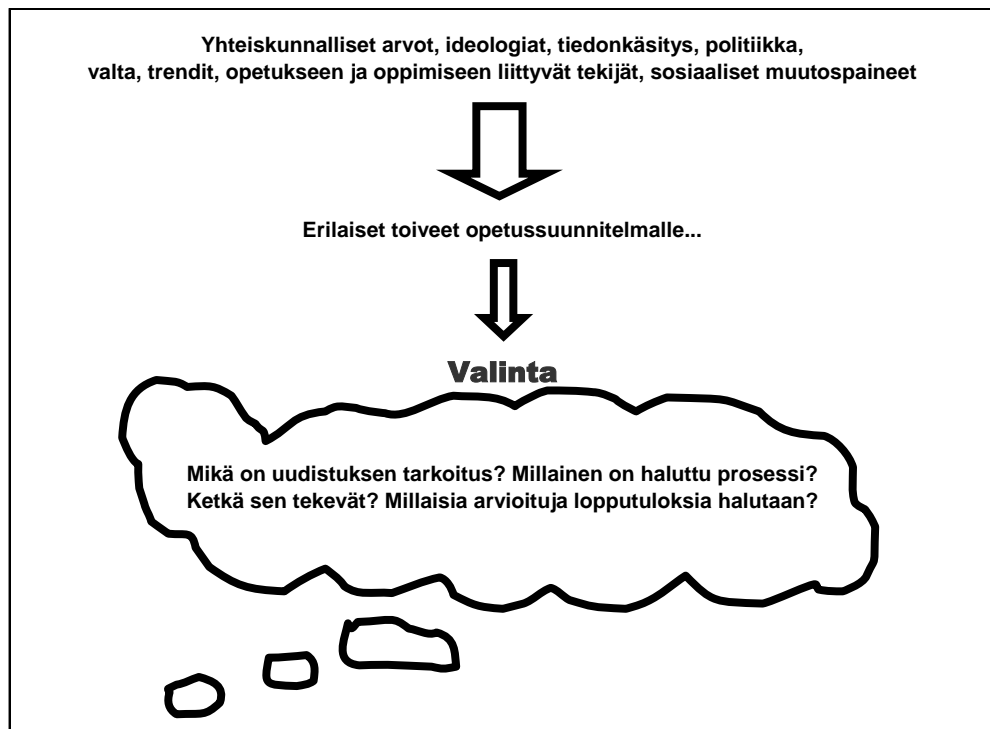 Yhteiskunnalliset arvot, ideologiat, tiedonkäsitys, politiikka,
valta, trendit, opetukseen ja oppimiseen liittyvät tekijät, sosiaaliset muutospaineet
Erilaiset toiveet opetussuunnitelmalle...
Valinta
Mikä on uudistuksen tarkoitus? Millainen on haluttu prosessi?
Ketkä sen tekevät? Millaisia arvioituja lopputuloksia halutaan?